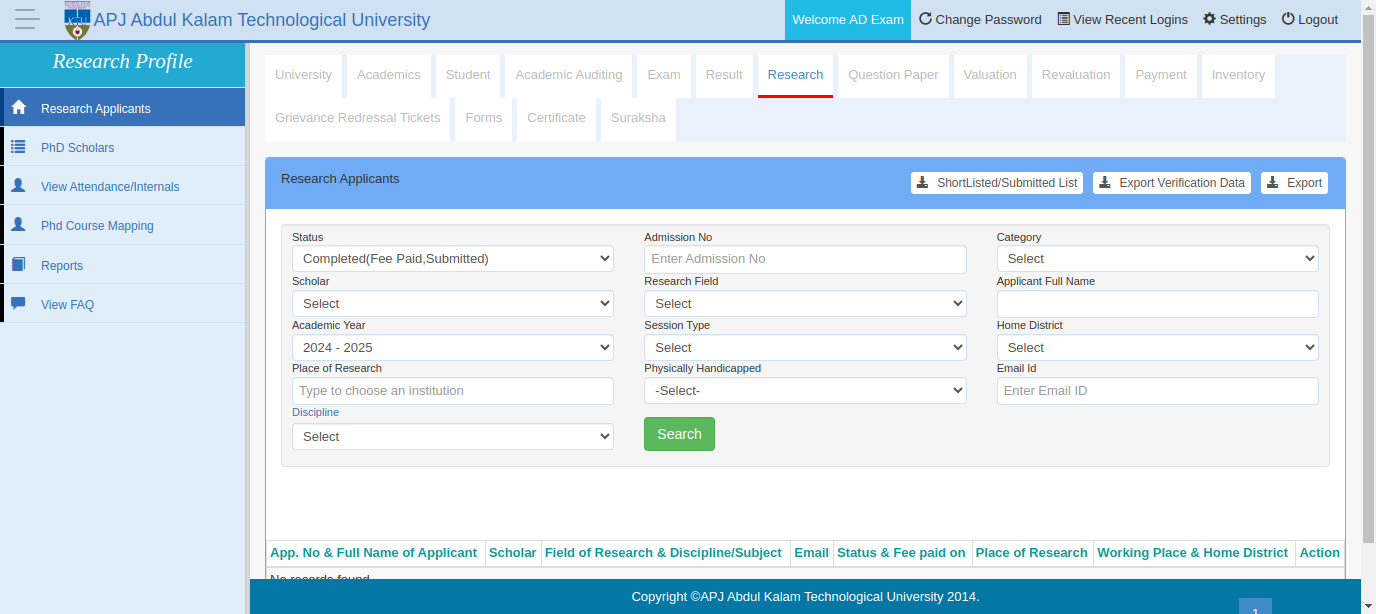 APJ Abdul Kalam Technological University
Welcome AD Exam Change Password View Recent Logins Settings Logout
Research Profile
Research Applicants
PhD Scholars
View Attendance/Internals
Phd Course Mapping
Reports
View FAQ
University Academics Student Academic Auditing Exam Result Research Question Paper Valuation Revaluation Payment Inventory
Grievance Redressal Tickets Forms Certificate Suraksha
Research Applicants
ShortListed/Submitted List Export Verification Data Export
Status Admission No Category
Completed(Fee Paid,Submitted) Enter Admission No Select
Scholar Research Field Applicant Full Name
Select Select
Academic Year Session Type Home District
2024 - 2025 Select Select
Place of Research Physically Handicapped Email Id
Type to choose an institution -Select- Enter Email ID
Discipline
Select Search
App. No & Full Name of Applicant Scholar Field of Research & Discipline/Subject Email Status & Fee paid on Place of Research Working Place & Home District Action
No records found
Copyright ©APJ Abdul Kalam Technological University 2014.
1